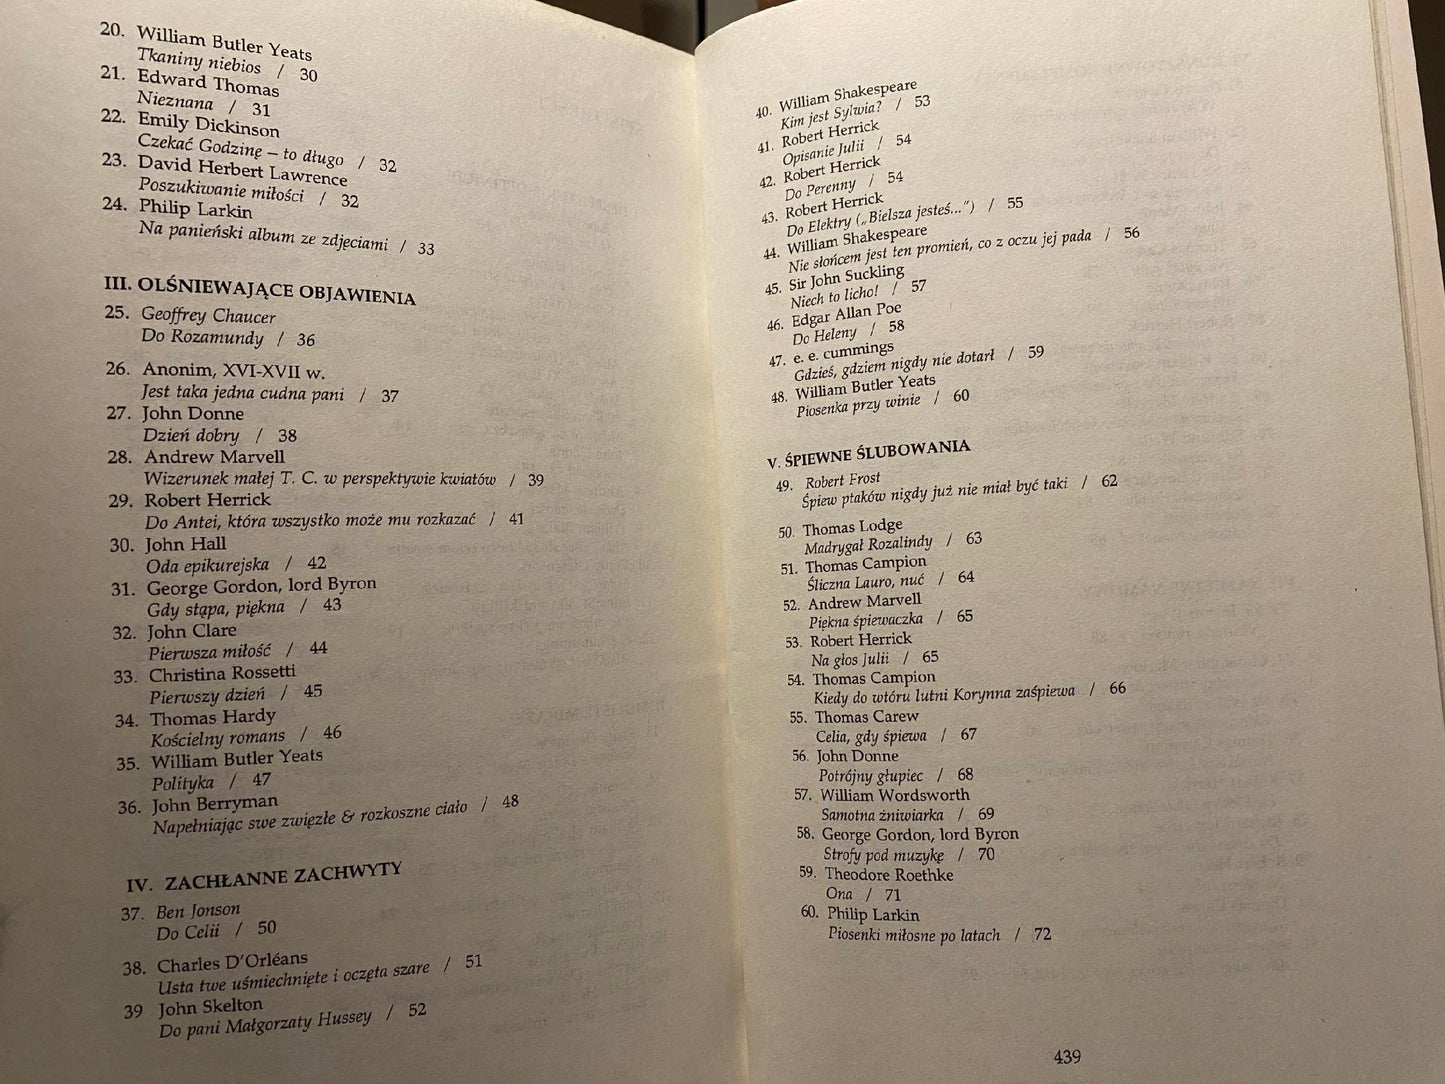 20. William Butler Yeats
Tkaniny niebios / 30
21. Edward Thomas
Nieznana / 31
22. Emily Dickinson
Czekać Godzinę – to długo / 32
23. David Herbert Lawrence
Poszukiwanie miłości / 32
24. Philip Larkin
Na panieński album ze zdjęciami / 33
III. OLŚNIEWAJĄCE OBJAWIENIA
25. Geoffrey Chaucer
Do Rozamundy / 36
26. Anonim, XVI-XVII w.
Jest taka jedna cudna pani / 37
27. John Donne
Dzień dobry / 38
28. Andrew Marvell
Wizerunek małej T. C. w perspektywie kwiatów / 39
29. Robert Herrick
Do Antei, która wszystko może mu rozkazać / 41
30. John Hall
Oda epikurejska / 42
31. George Gordon, lord Byron
Gdy stąpa, piękna / 43
32. John Clare
Pierwsza miłość / 44
33. Christina Rossetti
Pierwszy dzień / 45
34. Thomas Hardy
Kościelny romans / 46
35. William Butler Yeats
Polityka / 47
36. John Berryman
Napełniając swe zwięzłe & rozkoszne ciało / 48
IV. ZACHŁANNE ZACHWYTY
37. Ben Jonson
Do Celii / 50
38. Charles D'Orléans
Usta twe uśmiechnięte i oczęta szare / 51
39 John Skelton
Do pani Małgorzaty Hussey / 52
40. William Shakespeare
Kim jest Sylwia? / 53
41. Robert Herrick
Opisanie Julii / 54
42. Robert Herrick
Do Perenny / 54
43. Robert Herrick
Do Elektry („Bielsza jesteś...") / 55
44. William Shakespeare
Nie słońcem jest ten promień, co z oczu jej pada / 56
45. Sir John Suckling
Niech to licho! / 57
46. Edgar Allan Poe
Do Heleny / 58
47. e. e. cummings
Gdzieś, gdziem nigdy nie dotarł / 59
48. William Butler Yeats
Piosenka przy winie / 60
V. ŚPIEWNE ŚLUBOWANIA
49. Robert Frost
Śpiew ptaków nigdy już nie miał być taki / 62
50. Thomas Lodge
Madrygał Rozalindy / 63
51. Thomas Campion
Śliczna Lauro, nuć / 64
52. Andrew Marvell
Piękna śpiewaczka / 65
53. Robert Herrick
Na głos Julii / 65
54. Thomas Campion
Kiedy do wtóru lutni Korynna zaśpiewa / 66
55. Thomas Carew
Celia, gdy śpiewa / 67
56. John Donne
Potrójny głupiec / 68
57. William Wordsworth
Samotna żniwiarka / 69
58. George Gordon, lord Byron
Strofy pod muzykę / 70
59. Theodore Roethke
Ona / 71
60. Philip Larkin
Piosenki miłosne po latach / 72
439